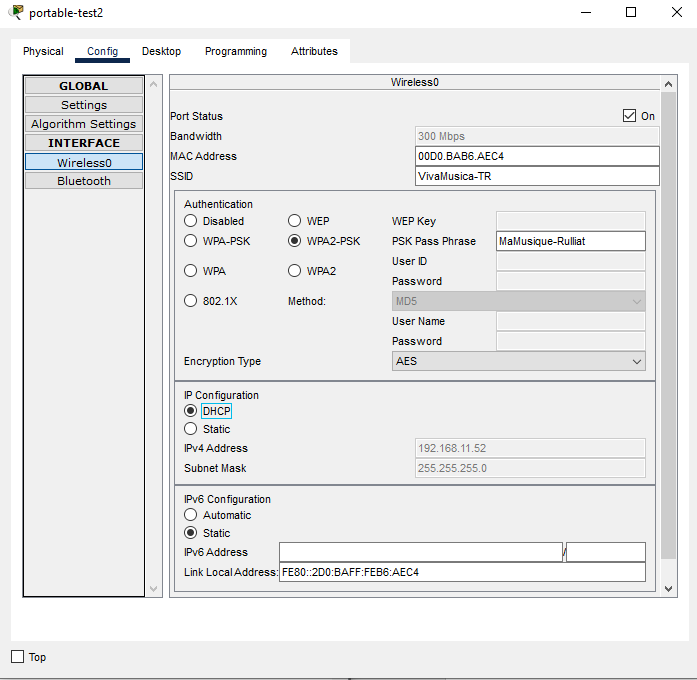 portable-test2
Physical Config Desktop Programming Attributes
GLOBAL
Settings
Algorithm Settings
INTERFACE
Wireless0
Bluetooth
Wireless0
Port Status On
Bandwidth 300 Mbps
MAC Address 00D0.BAB6.AEC4
SSID VivaMusica-TR
Authentication
Disabled WEP WEP Key
WPA-PSK WPA2-PSK PSK Pass Phrase MaMusique-Rulliat
User ID
WPA WPA2 Password
802.1X Method: MD5
User Name
Password
Encryption Type AES
IP Configuration
DHCP
Static
IPv4 Address 192.168.11.52
Subnet Mask 255.255.255.0
IPv6 Configuration
Automatic
Static
IPv6 Address /
Link Local Address: FE80::2D0:BAFF:FEB6:AEC4
Top